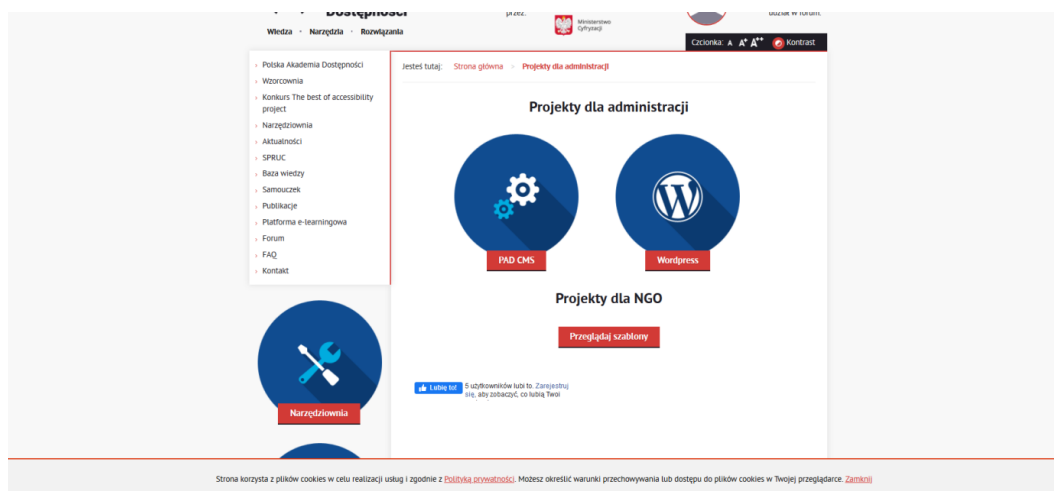 Dostępności
przez:
udział w forum.
Wiedza · Narzędzia · Rozwiązania
Ministerstwo
Cyfryzacji
Czcionka: A A+ A++ Kontrast
Polska Akademia Dostępności
Wzorcownia
Konkurs The best of accessibility
project
Narzędziownia
Aktualności
SPRUC
Baza wiedzy
Samouczek
Publikacje
Platforma e-learningowa
Forum
FAQ
Kontakt
Jesteś tutaj: Strona główna > Projekty dla administracji
Projekty dla administracji
PAD CMS
Wordpress
Projekty dla NGO
Przeglądaj szablony
Narzędziownia
Lubię to!
5 użytkowników lubi to. Zarejestruj
się, aby zobaczyć, co lubią Twoi
Strona korzysta z plików cookies w celu realizacji usług i zgodnie z Polityką prywatności. Możesz określić warunki przechowywania lub dostępu do plików cookies w Twojej przeglądarce. Zamknij